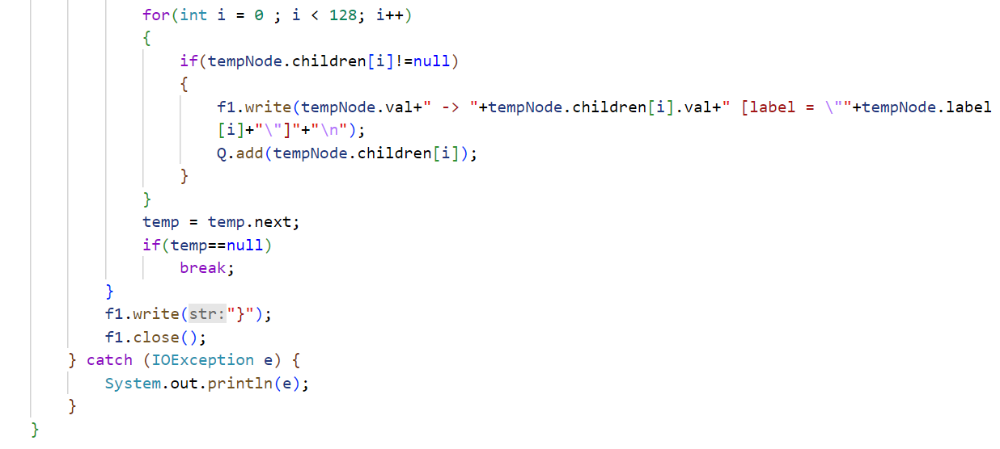 for(int i = 0 ; i < 128; i++)
{
if(tempNode.children[i]!=null)
{
f1.write(tempNode.val+" -> "+tempNode.children[i].val+" [label = \""+tempNode.label
[i]+"\"]"+"\n");
Q.add(tempNode.children[i]);
}
}
temp = temp.next;
if(temp==null)
break;
}
f1.write(str:"}");
f1.close();
} catch (IOException e) {
System.out.println(e);
}
}